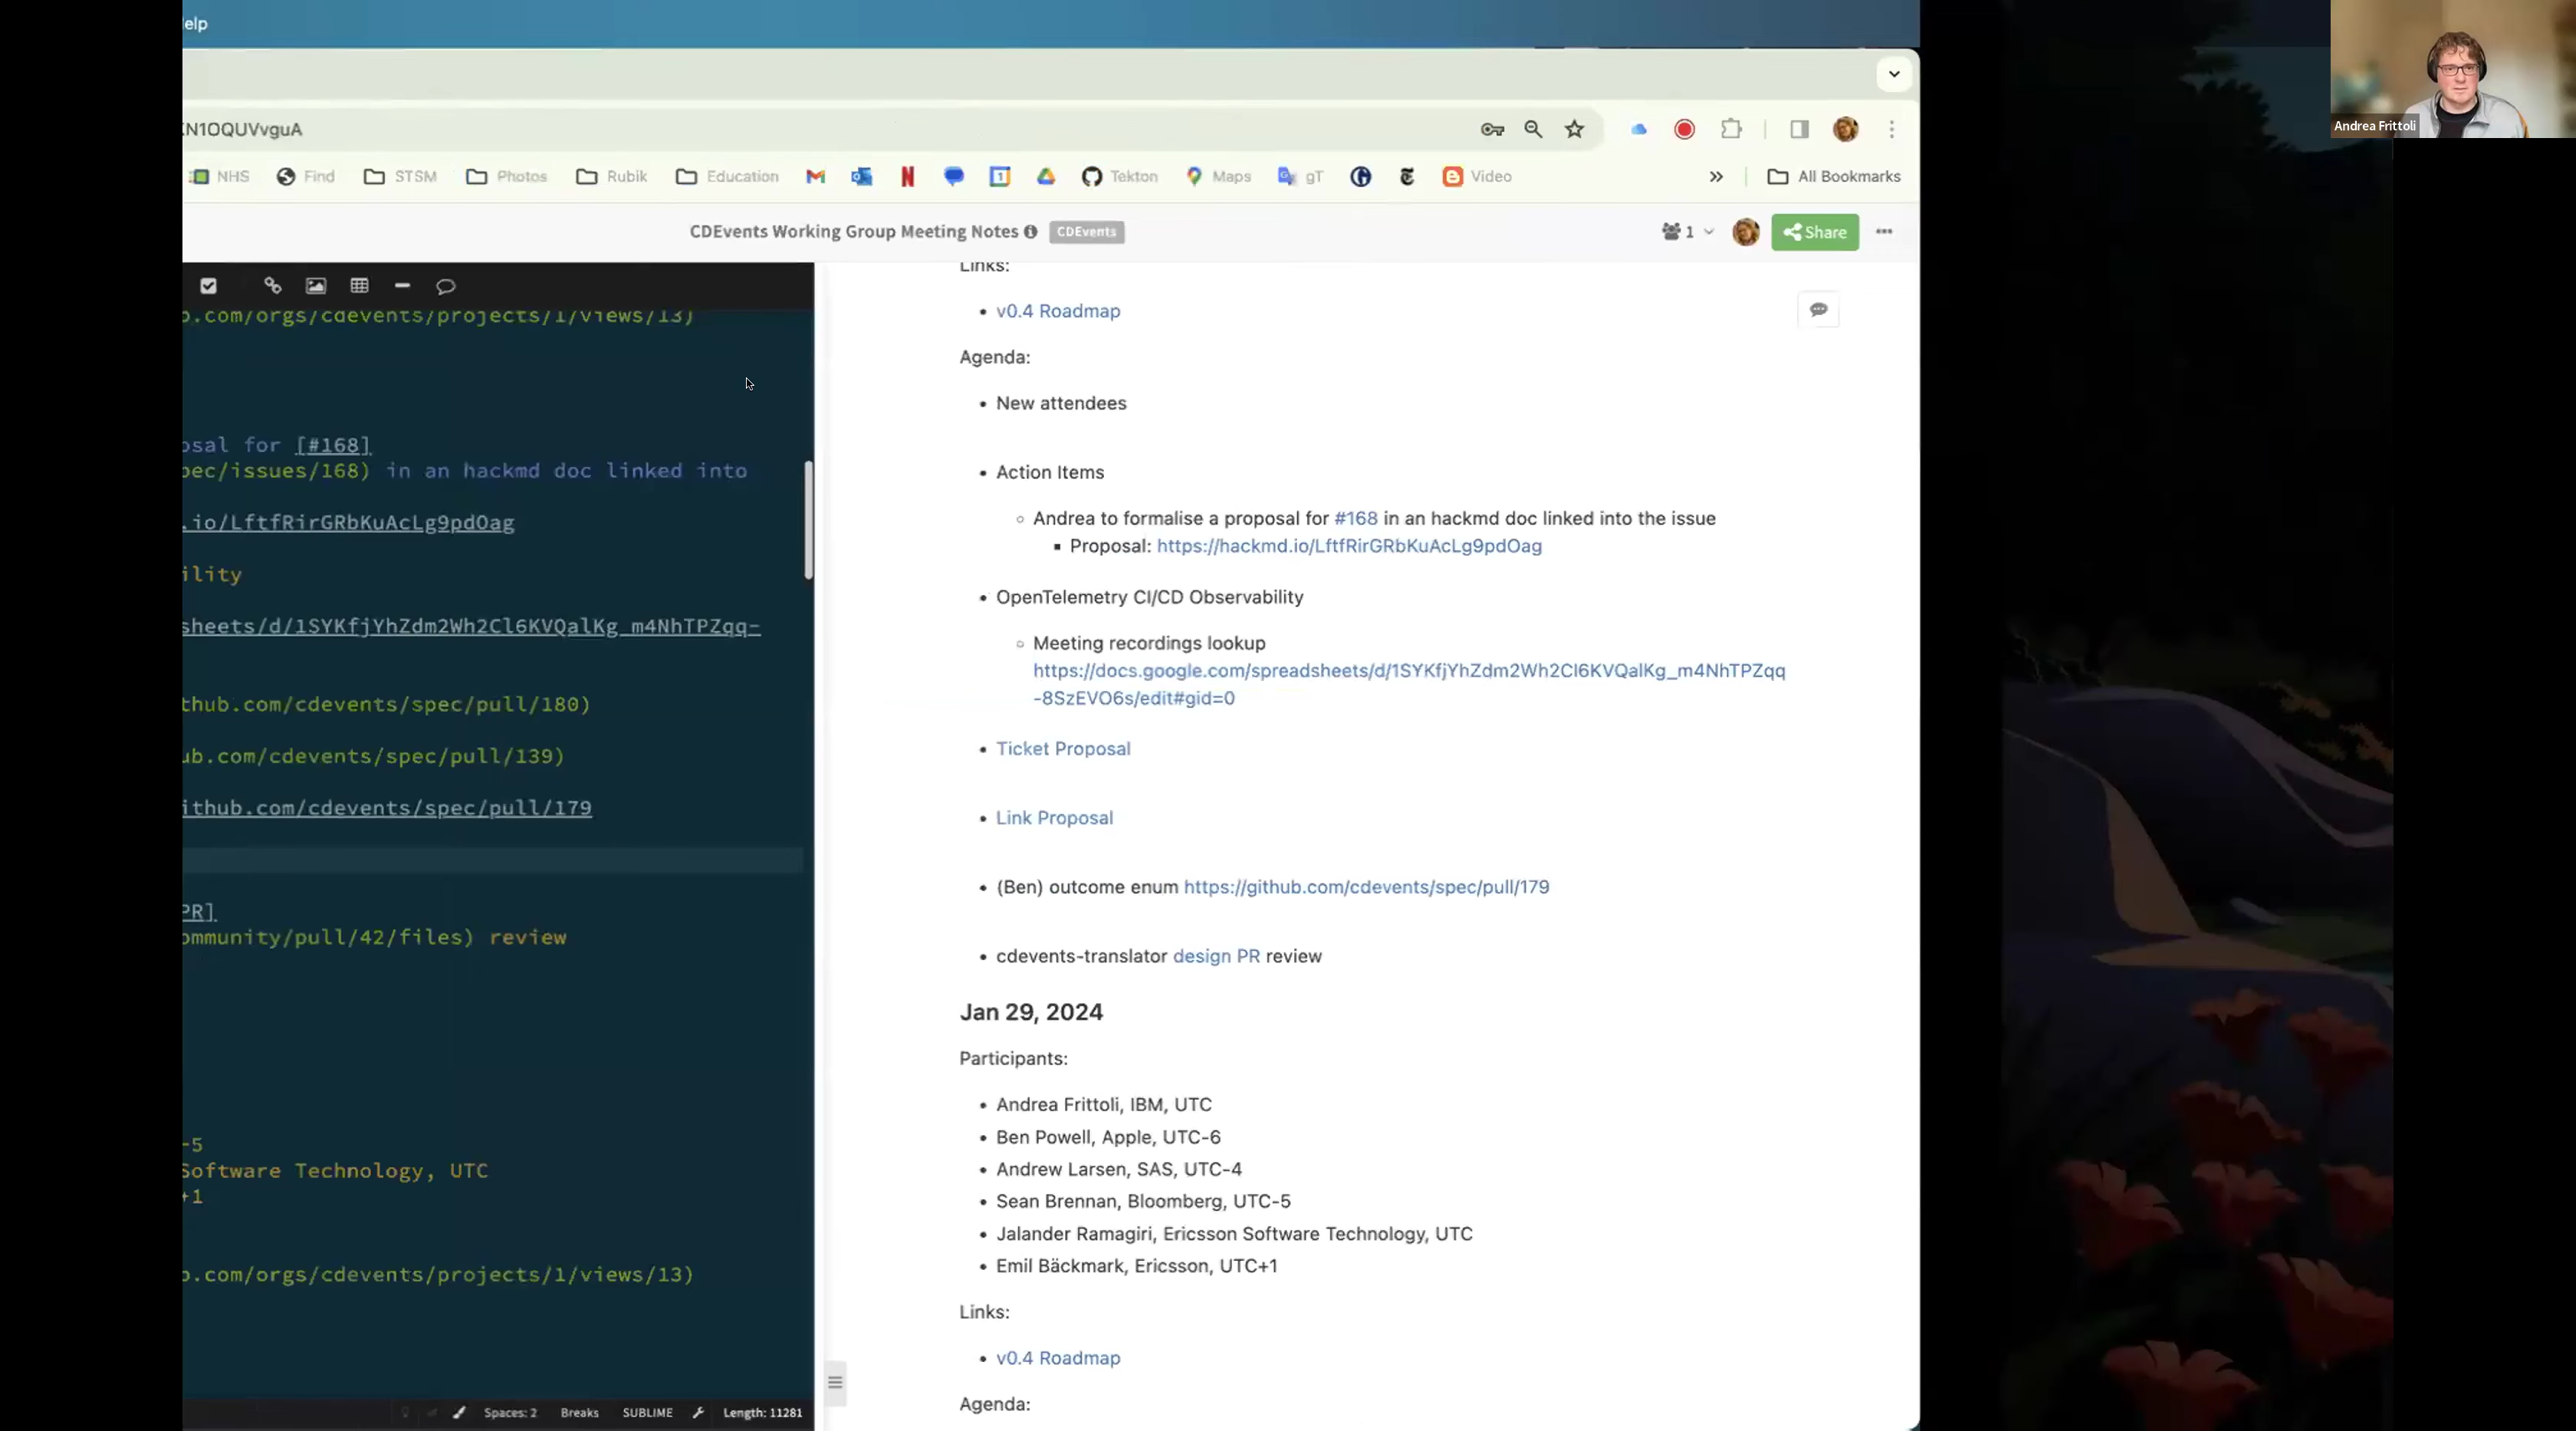 elp
KN1OQUVvguA
NHS Find STSM Photos Rubik Education Tekton Maps gT Video » All Bookmarks
CDEvents Working Group Meeting Notes CDEvents 1 Share
Andrea Frittoli
b.com/orgs/cdevents/projects/1/views/13)
osal for [#168]
pec/issues/168) in an hackmd doc linked into
.io/LftfRirGRbKuAcLg9pdOag
ility
sheets/d/1SYKfjYhZdm2Wh2Cl6KVQalKg_m4NhTPZqq-
thub.com/cdevents/spec/pull/180)
ub.com/cdevents/spec/pull/139)
ithub.com/cdevents/spec/pull/179
PR]
ommunity/pull/42/files) review
-5
Software Technology, UTC
+1
b.com/orgs/cdevents/projects/1/views/13)
Spaces: 2 Breaks SUBLIME Length: 11281
Links:
• v0.4 Roadmap
Agenda:
• New attendees
• Action Items
◦ Andrea to formalise a proposal for #168 in an hackmd doc linked into the issue
▪ Proposal: https://hackmd.io/LftfRirGRbKuAcLg9pdOag
• OpenTelemetry CI/CD Observability
◦ Meeting recordings lookup
https://docs.google.com/spreadsheets/d/1SYKfjYhZdm2Wh2Cl6KVQalKg_m4NhTPZqq
-8SzEVO6s/edit#gid=0
• Ticket Proposal
• Link Proposal
• (Ben) outcome enum https://github.com/cdevents/spec/pull/179
• cdevents-translator design PR review
Jan 29, 2024
Participants:
• Andrea Frittoli, IBM, UTC
• Ben Powell, Apple, UTC-6
• Andrew Larsen, SAS, UTC-4
• Sean Brennan, Bloomberg, UTC-5
• Jalander Ramagiri, Ericsson Software Technology, UTC
• Emil Bäckmark, Ericsson, UTC+1
Links:
• v0.4 Roadmap
Agenda: